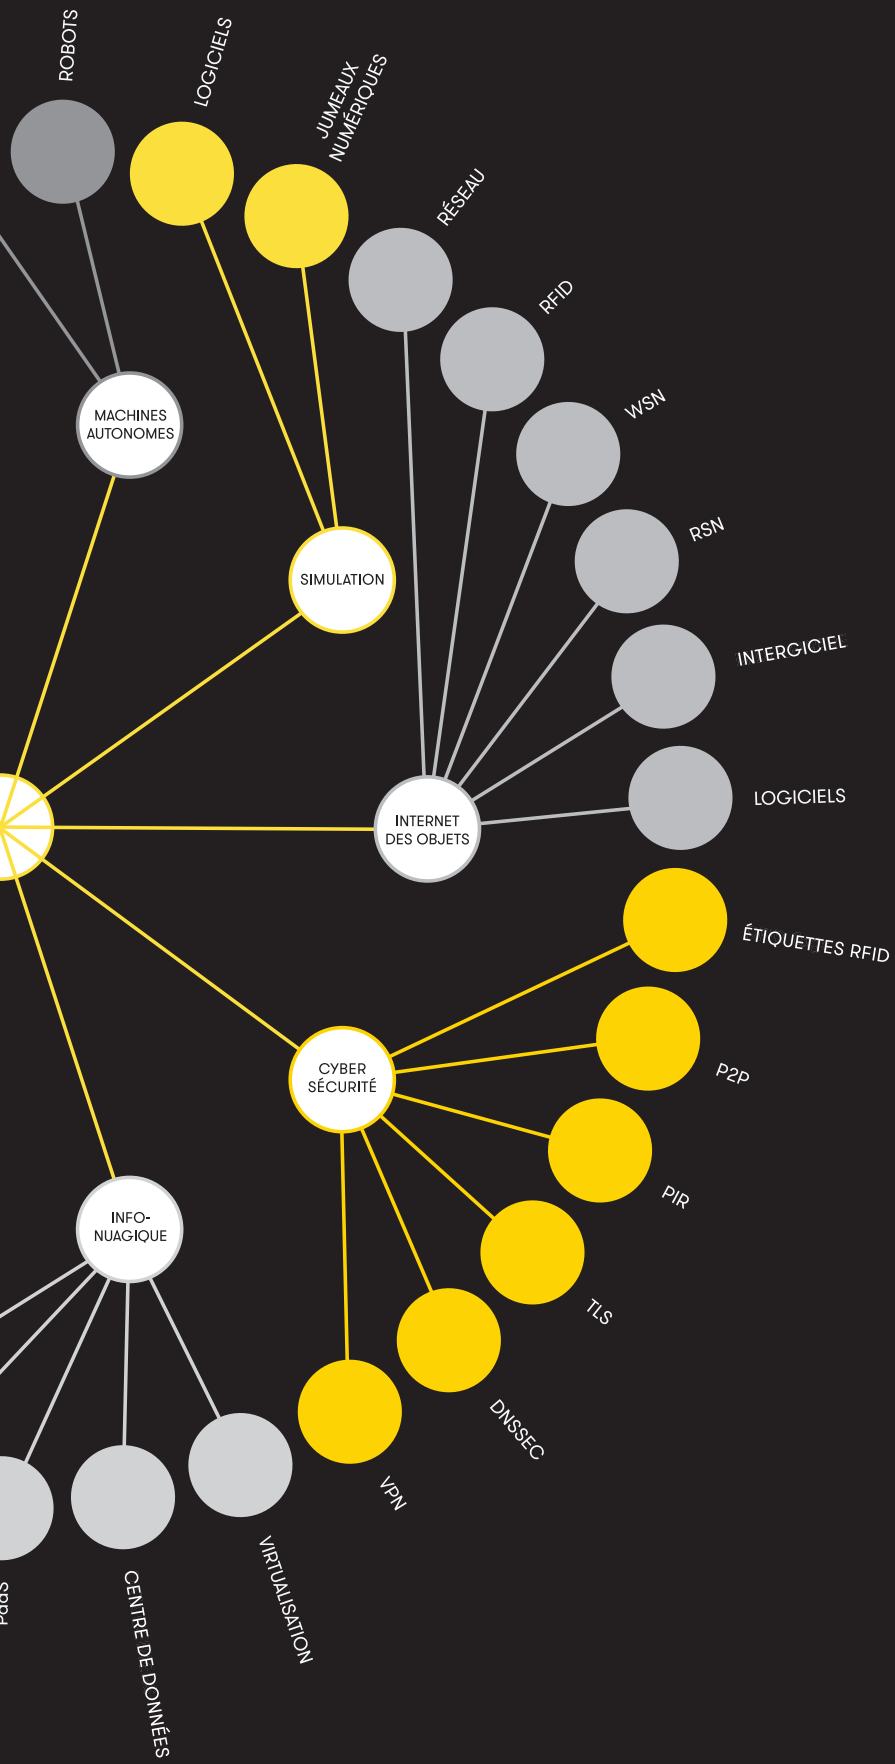 ROBOTS
LOGICIELS
JUMEAUX
NUMÉRIQUES
RÉSEAU
RFID
WSN
RSN
INTERGICIEL
LOGICIELS
MACHINES
AUTONOMES
SIMULATION
INTERNET
DES OBJETS
ÉTIQUETTES RFID
P2P
PIR
TLS
DNSSEC
VPN
CYBER
SÉCURITÉ
INFO-
NUAGIQUE
VIRTUALISATION
CENTRE DE DONNÉES
PaaS